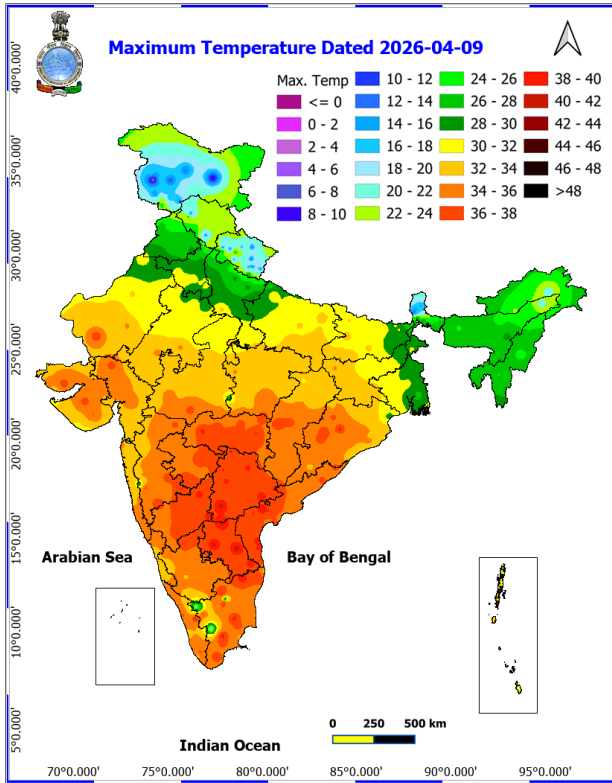 Maximum Temperature Dated 2026-04-09
Max. Temp
<= 0
0 - 2
2 - 4
4 - 6
6 - 8
8 - 10
10 - 12
12 - 14
14 - 16
16 - 18
18 - 20
20 - 22
22 - 24
24 - 26
26 - 28
28 - 30
30 - 32
32 - 34
34 - 36
36 - 38
38 - 40
40 - 42
42 - 44
44 - 46
46 - 48
>48
40°0.000'
35°0.000'
30°0.000'
25°0.000'
20°0.000'
15°0.000'
10°0.000'
5°0.000'
Arabian Sea
Bay of Bengal
0 250 500 km
Indian Ocean
70°0.000' 75°0.000' 80°0.000' 85°0.000' 90°0.000' 95°0.000'